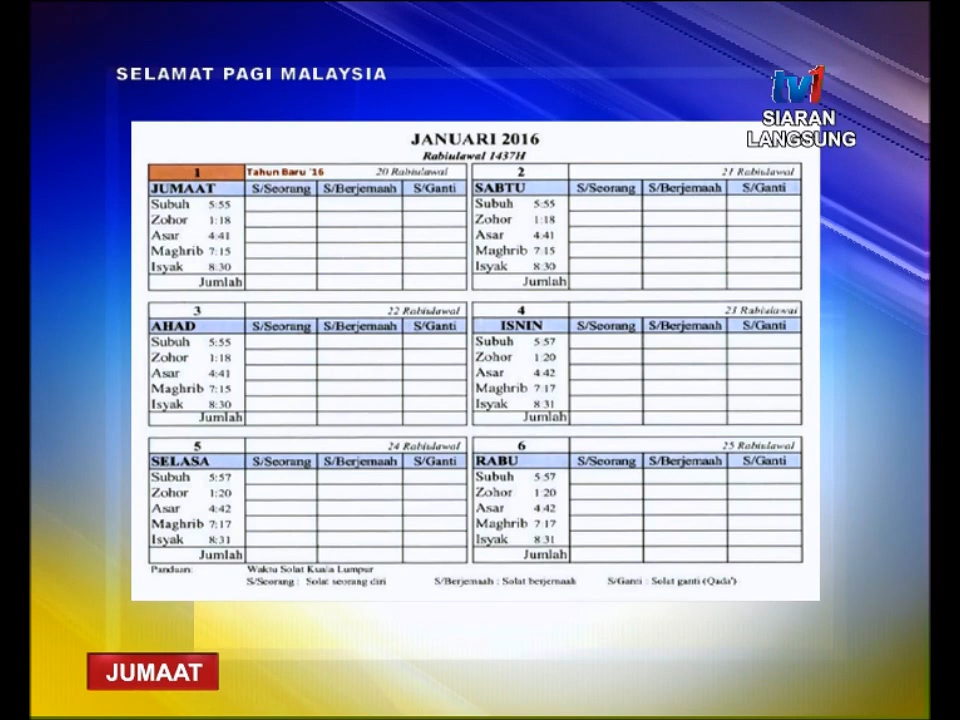 SELAMAT PAGI MALAYSIA
tv1
SIARAN
LANGSUNG
JANUARI 2016
Rabiulawal 1437H
1 Tahun Baru '16 20 Rabiulawal
JUMAAT S/Seorang S/Berjemaah S/Ganti
Subuh 5:55
Zohor 1:18
Asar 4:41
Maghrib 7:15
Isyak 8:30
Jumlah
2 21 Rabiulawal
SABTU S/Seorang S/Berjemaah S/Ganti
Subuh 5:55
Zohor 1:18
Asar 4:41
Maghrib 7:15
Isyak 8:30
Jumlah
3 22 Rabiulawal
AHAD S/Seorang S/Berjemaah S/Ganti
Subuh 5:55
Zohor 1:18
Asar 4:41
Maghrib 7:15
Isyak 8:30
Jumlah
4 23 Rabiulawal
ISNIN S/Seorang S/Berjemaah S/Ganti
Subuh 5:57
Zohor 1:20
Asar 4:42
Maghrib 7:17
Isyak 8:31
Jumlah
5 24 Rabiulawal
SELASA S/Seorang S/Berjemaah S/Ganti
Subuh 5:57
Zohor 1:20
Asar 4:42
Maghrib 7:17
Isyak 8:31
Jumlah
6 25 Rabiulawal
RABU S/Seorang S/Berjemaah S/Ganti
Subuh 5:57
Zohor 1:20
Asar 4:42
Maghrib 7:17
Isyak 8:31
Jumlah
Panduan: Waktu Solat Kuala Lumpur
S/Seorang : Solat seorang diri S/Berjemaah : Solat berjemaah S/Ganti : Solat ganti (Qada')
JUMAAT